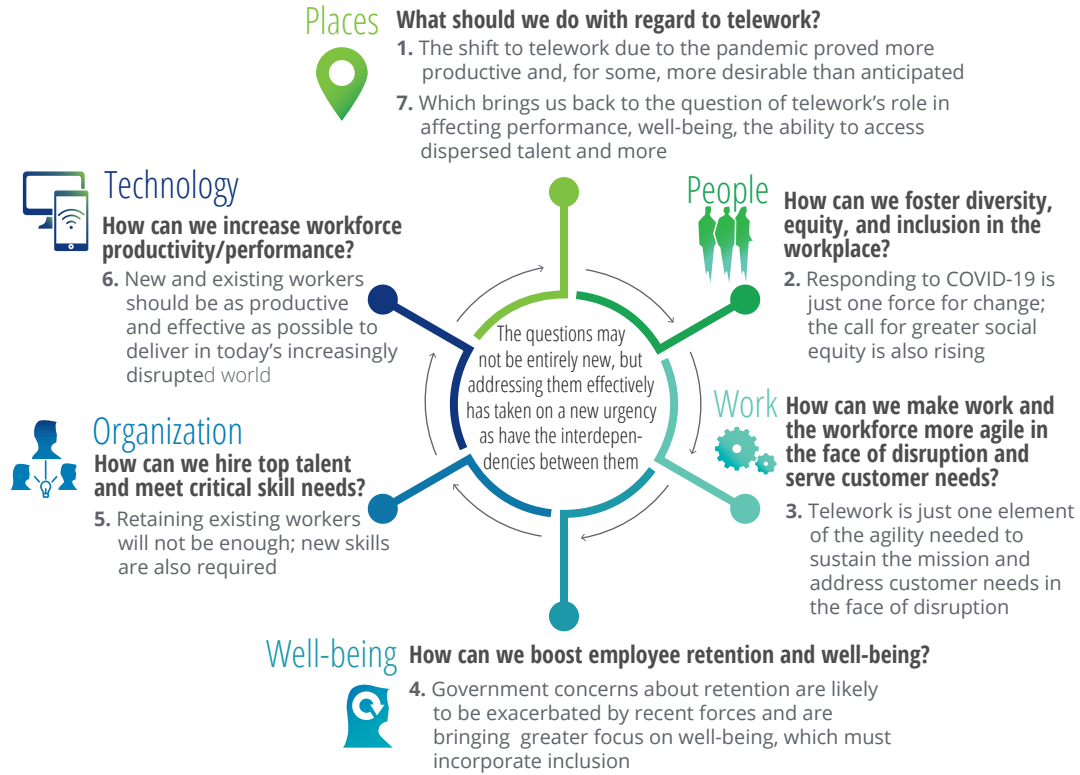 Places
What should we do with regard to telework?
1. The shift to telework due to the pandemic proved more
productive and, for some, more desirable than anticipated
7. Which brings us back to the question of telework's role in
affecting performance, well-being, the ability to access
dispersed talent and more
People
How can we foster diversity,
equity, and inclusion in the
workplace?
2. Responding to COVID-19 is
just one force for change;
the call for greater social
equity is also rising
Work
How can we make work and
the workforce more agile in
the face of disruption and
serve customer needs?
3. Telework is just one element
of the agility needed to
sustain the mission and
address customer needs in
the face of disruption
Well-being
How can we boost employee retention and well-being?
4. Government concerns about retention are likely
to be exacerbated by recent forces and are
bringing greater focus on well-being, which must
incorporate inclusion
Organization
How can we hire top talent
and meet critical skill needs?
5. Retaining existing workers
will not be enough; new skills
are also required
Technology
How can we increase workforce
productivity/performance?
6. New and existing workers
should be as productive
and effective as possible to
deliver in today's increasingly
disrupted world
The questions may
not be entirely new, but
addressing them effectively
has taken on a new urgency
as have the interdepen-
dencies between them